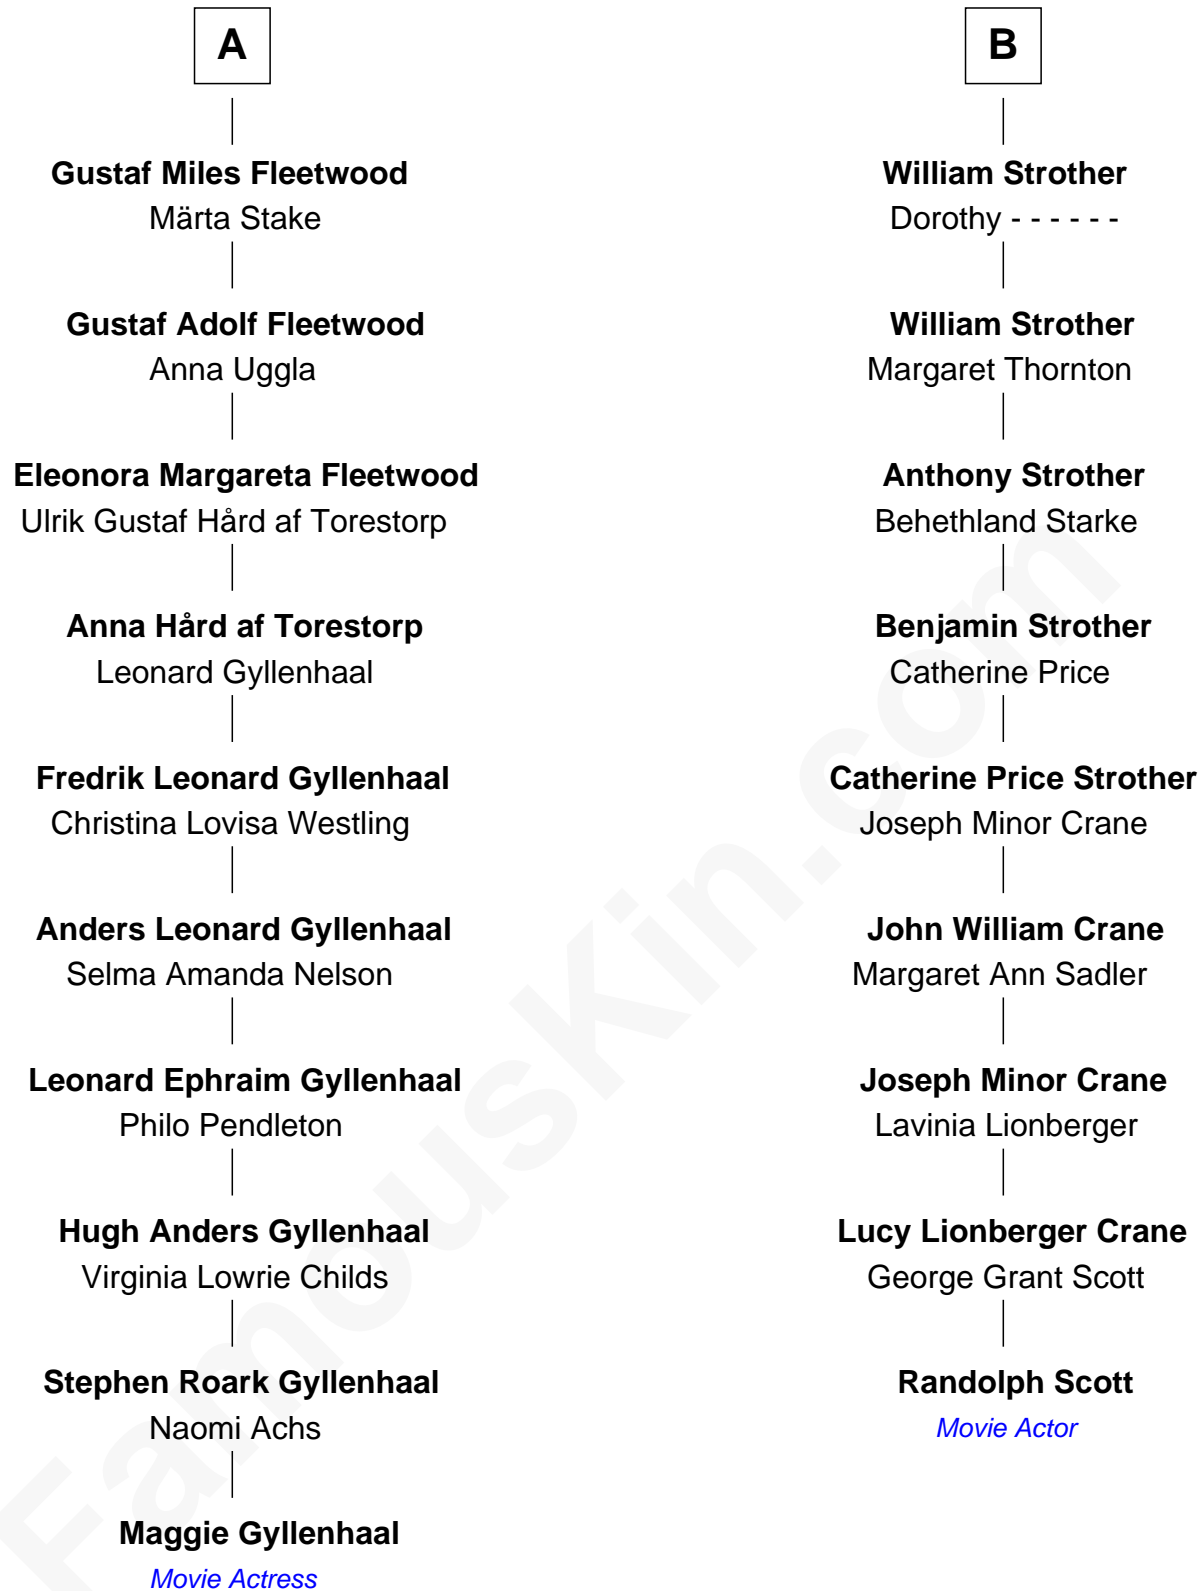 A
Gustaf Miles Fleetwood
Märta Stake
Gustaf Adolf Fleetwood
Anna Uggla
Eleonora Margareta Fleetwood
Ulrik Gustaf Hård af Torestorp
Anna Hård af Torestorp
Leonard Gyllenhaal
Fredrik Leonard Gyllenhaal
Christina Lovisa Westling
Anders Leonard Gyllenhaal
Selma Amanda Nelson
Leonard Ephraim Gyllenhaal
Philo Pendleton
Hugh Anders Gyllenhaal
Virginia Lowrie Childs
Stephen Roark Gyllenhaal
Naomi Achs
Maggie Gyllenhaal
Movie Actress
B
William Strother
Dorothy - - - - - -
William Strother
Margaret Thornton
Anthony Strother
Behethland Starke
Benjamin Strother
Catherine Price
Catherine Price Strother
Joseph Minor Crane
John William Crane
Margaret Ann Sadler
Joseph Minor Crane
Lavinia Lionberger
Lucy Lionberger Crane
George Grant Scott
Randolph Scott
Movie Actor
FamousKin.com